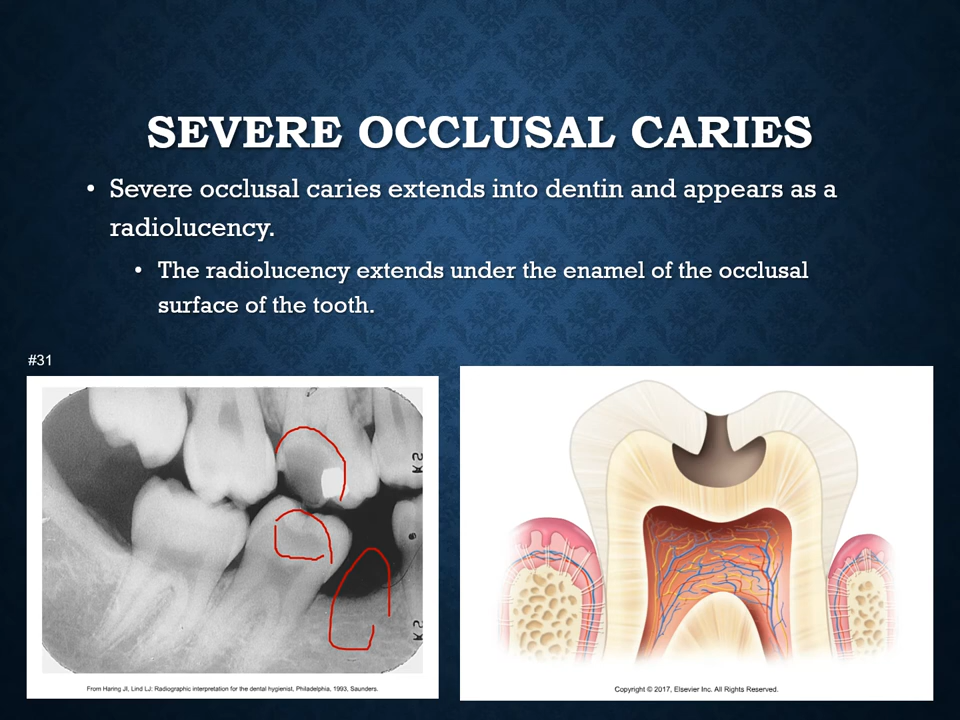 SEVERE OCCLUSAL CARIES
• Severe occlusal caries extends into dentin and appears as a
radiolucency.
• The radiolucency extends under the enamel of the occlusal
surface of the tooth.
#31
From Haring JI, Lind LJ: Radiographic interpretation for the dental hygienist, Philadelphia, 1993, Saunders.
Copyright © 2017, Elsevier Inc. All Rights Reserved.